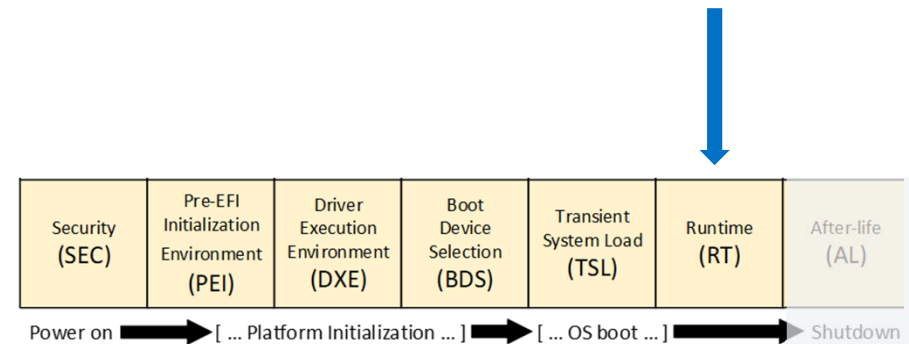 Security
(SEC)
Pre-EFI
Initialization
Environment
(PEI)
Driver
Execution
Environment
(DXE)
Boot
Device
Selection
(BDS)
Transient
System Load
(TSL)
Runtime
(RT)
After-life
(AL)
Power on [ ... Platform Initialization ... ] [ ... OS boot ... ] Shutdown